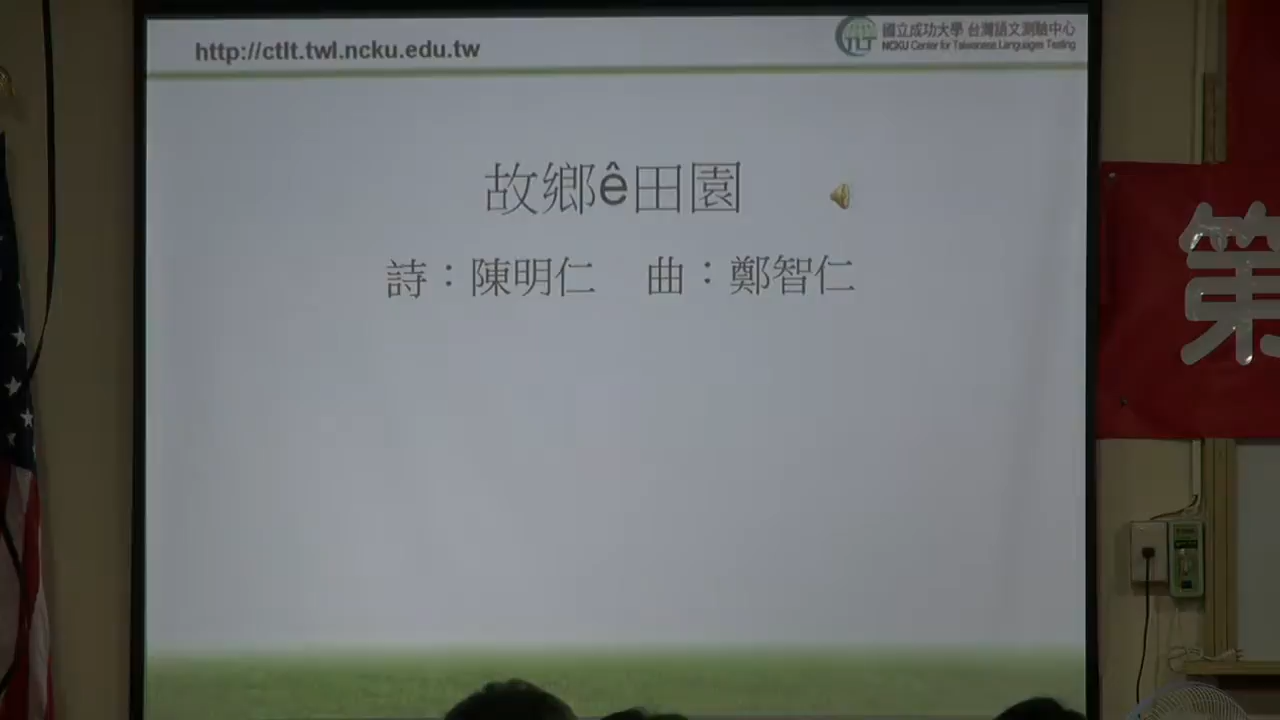 http://ctlt.twl.ncku.edu.tw
國立成功大學 台灣語文測驗中心
NCKU Center for Taiwanese Languages Testing
故鄉ê田園
詩：陳明仁 曲：鄭智仁
第